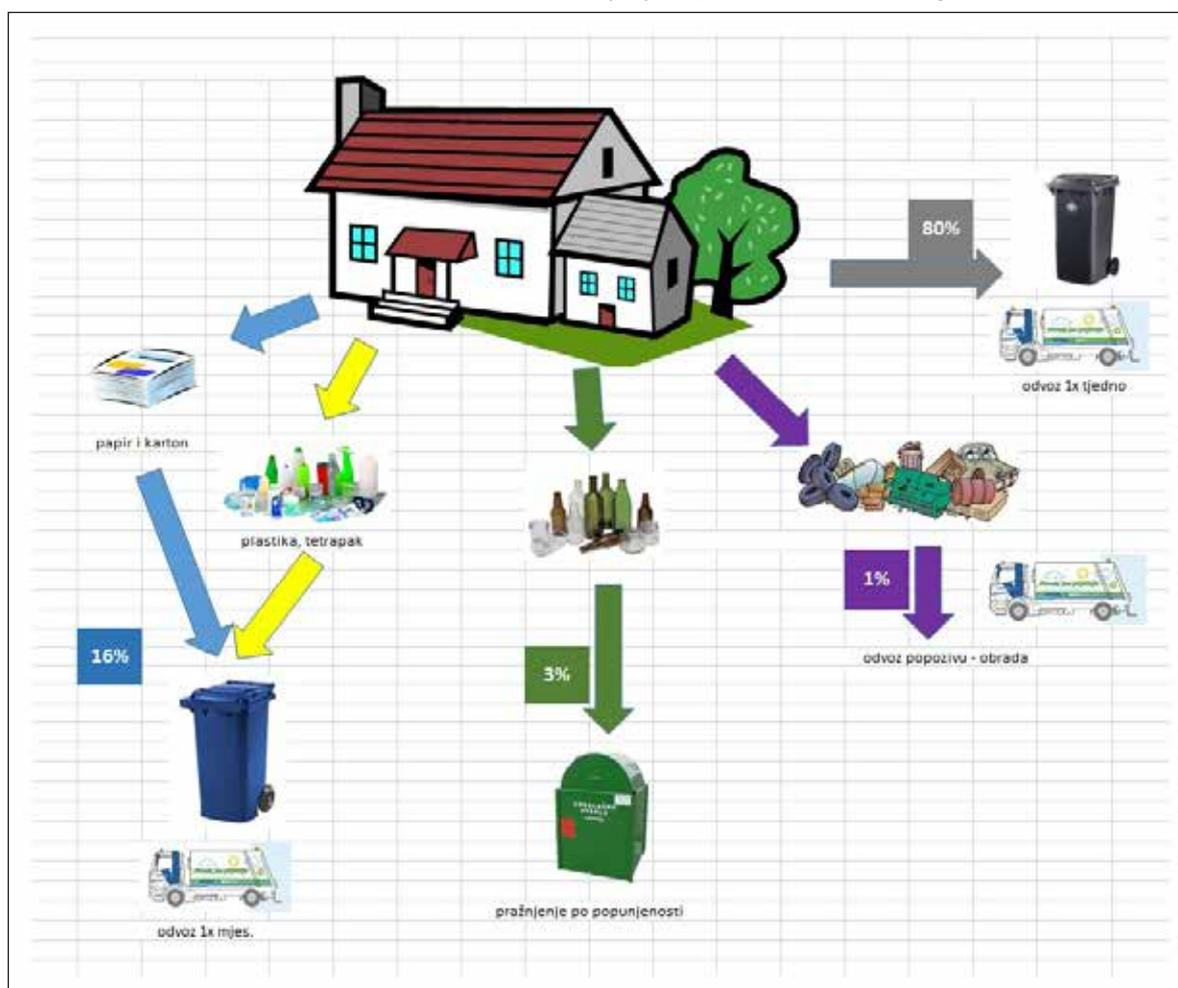 80%
odvoz 1x tjedno
papir i karton
plastika, tetrapak
1%
odvoz popozivu - obrada
16%
3%
pražnjenje po popunjenosti
odvoz 1x mjes.